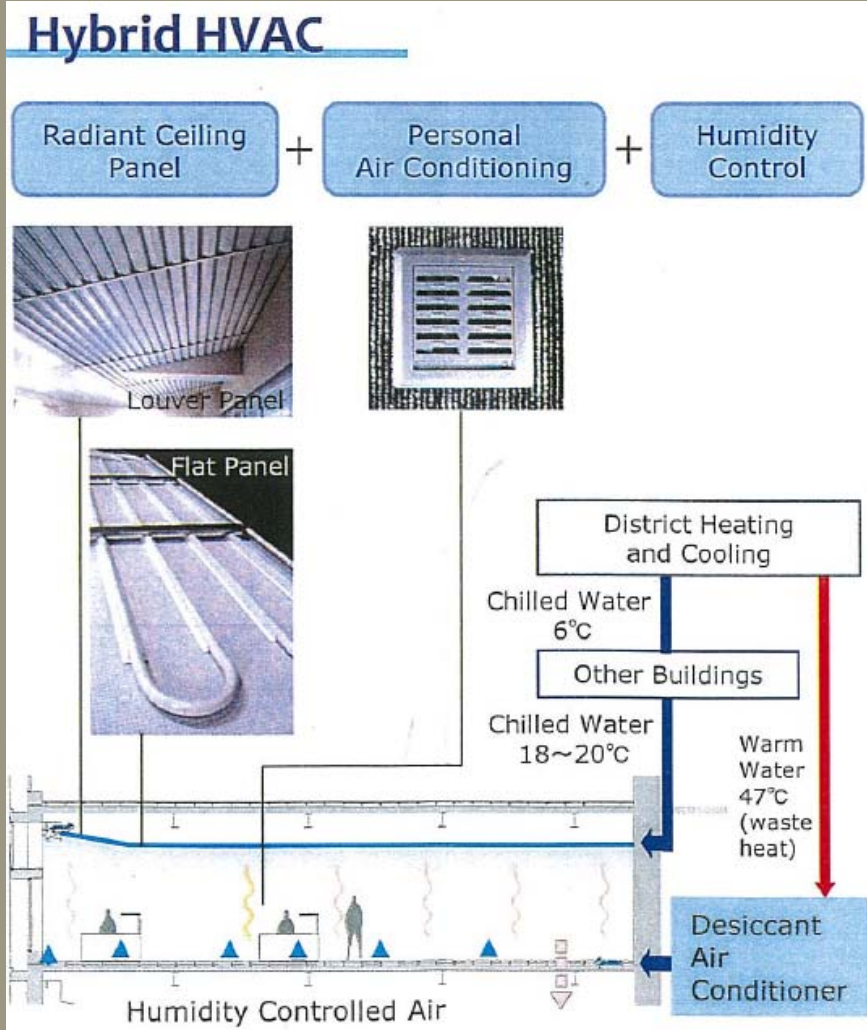 Hybrid HVAC
Radiant Ceiling
Panel
+
Personal
Air Conditioning
+
Humidity
Control
Louver Panel
Flat Panel
District Heating
and Cooling
Chilled Water
6℃
Other Buildings
Chilled Water
18～20℃
Warm
Water
47℃
(waste
heat)
Desiccant
Air
Conditioner
Humidity Controlled Air